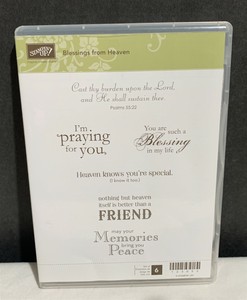 STAMPIN' UP!
Blessings from Heaven
Cast thy burden upon the Lord,
and He shall sustain thee.
Psalms 55:22
I'm
praying
for you.
You are
such a
Blessing
in my life
Heaven knows you're special.
(I know it too.)
nothing but heaven
itself is better than a
FRIEND
may your
Memories
bring you
Peace
6